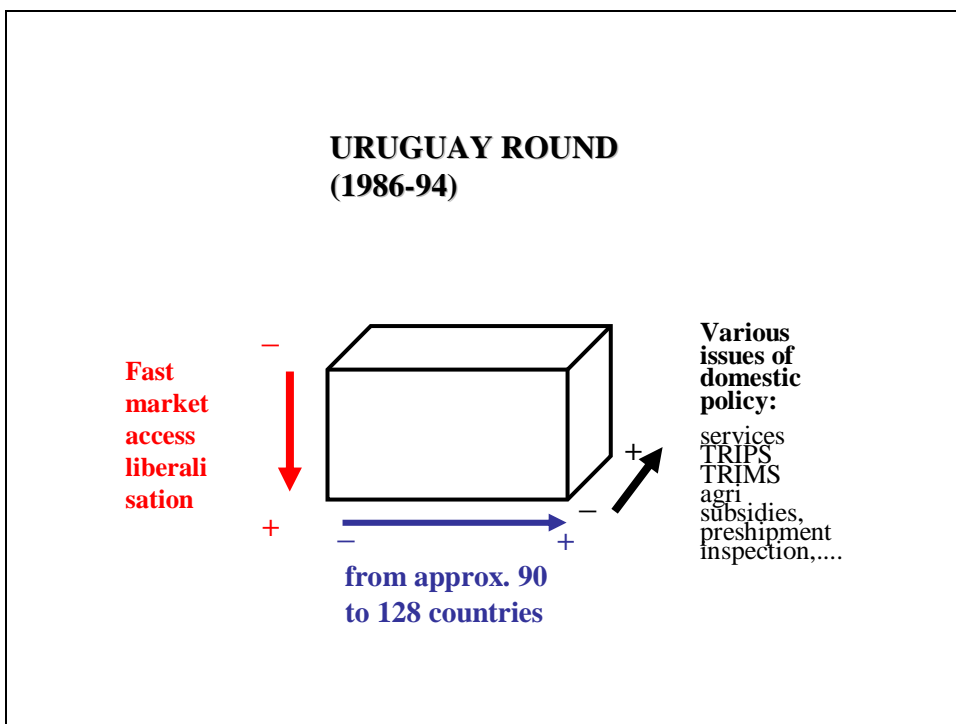 URUGUAY ROUND
(1986-94)
–
Fast
market
access
liberali
sation
+
–
+
from approx. 90
to 128 countries
–
+
Various
issues of
domestic
policy:
services
TRIPS
TRIMS
agri
subsidies,
preshipment
inspection,....